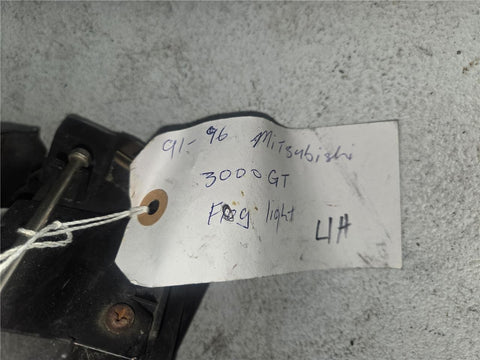 91-96 Mitsubishi
3000GT
Fog light
LH